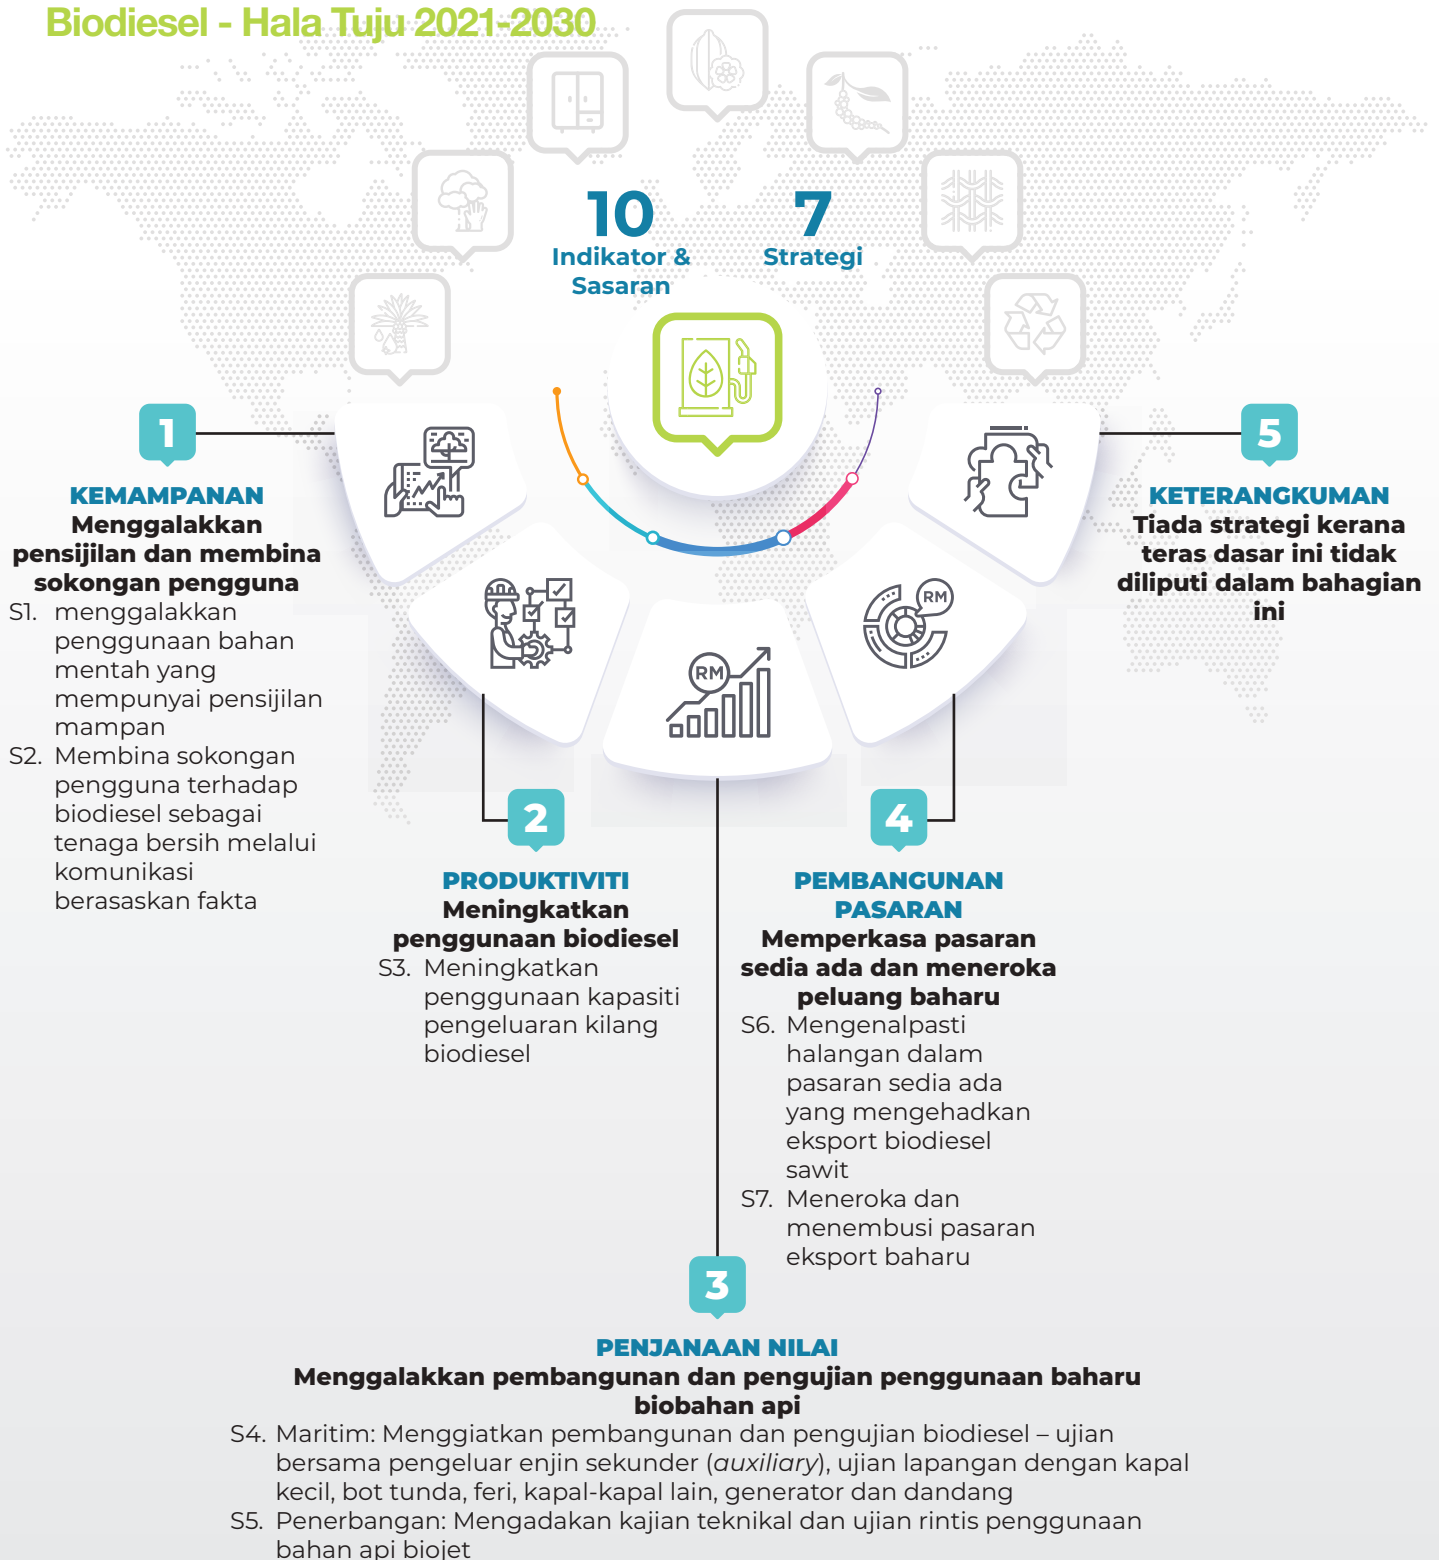 Biodiesel - Hala Tuju 2021-2030
10
Indikator &
Sasaran
7
Strategi
1
KEMAMPANAN
Menggalakkan
pensijilan dan membina
sokongan pengguna
S1. menggalakkan
penggunaan bahan
mentah yang
mempunyai pensijilan
mampan
S2. Membina sokongan
pengguna terhadap
biodiesel sebagai
tenaga bersih melalui
komunikasi
berasaskan fakta
2
PRODUKTIVITI
Meningkatkan
penggunaan biodiesel
S3. Meningkatkan
penggunaan kapasiti
pengeluaran kilang
biodiesel
RM
3
PENJANAAN NILAI
Menggalakkan pembangunan dan pengujian penggunaan baharu
biobahan api
S4. Maritim: Menggiatkan pembangunan dan pengujian biodiesel – ujian
bersama pengeluar enjin sekunder (auxiliary), ujian lapangan dengan kapal
kecil, bot tunda, feri, kapal-kapal lain, generator dan dandang
S5. Penerbangan: Mengadakan kajian teknikal dan ujian rintis penggunaan
bahan api biojet
RM
4
PEMBANGUNAN
PASARAN
Memperkasa pasaran
sedia ada dan meneroka
peluang baharu
S6. Mengenalpasti
halangan dalam
pasaran sedia ada
yang mengehadkan
eksport biodiesel
sawit
S7. Meneroka dan
menembusi pasaran
eksport baharu
5
KETERANGKUMAN
Tiada strategi kerana
teras dasar ini tidak
diliputi dalam bahagian
ini